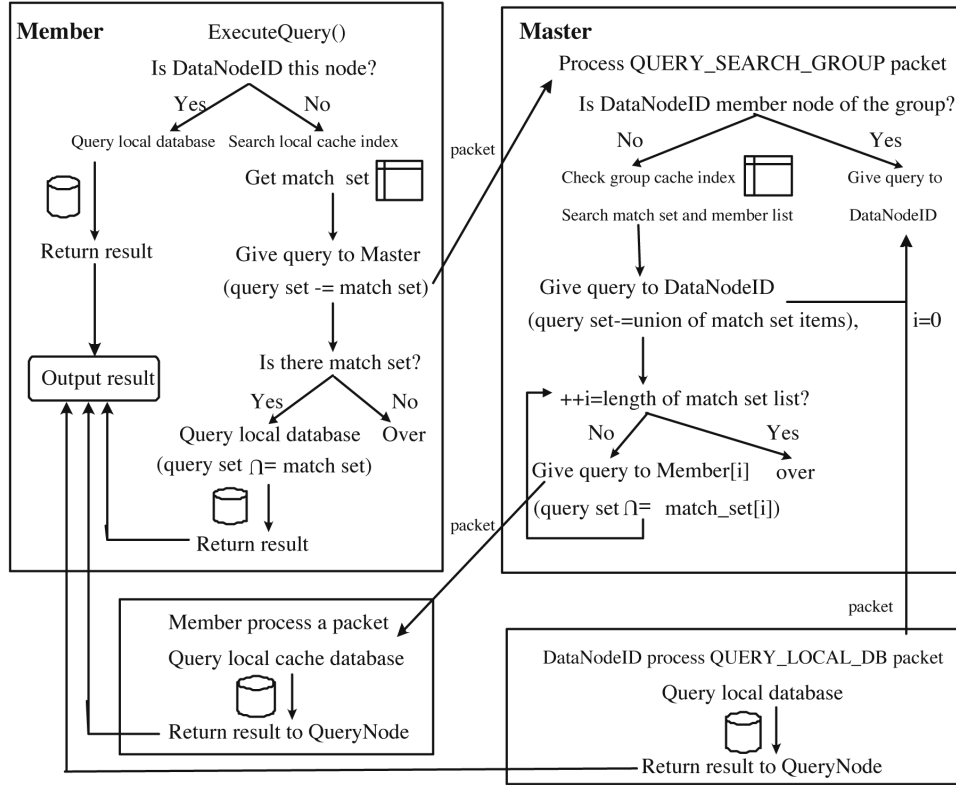 Member
ExecuteQuery()
Is DataNodeID this node?
Yes
No
Query local database
Search local cache index
Get match set
Return result
Give query to Master
(query set -= match set)
Is there match set?
Output result
Yes
No
Query local database
Over
(query set ∩= match set)
Return result
packet
packet
Master
Process QUERY_SEARCH_GROUP packet
Is DataNodeID member node of the group?
No
Yes
Check group cache index
Give query to
Search match set and member list
DataNodeID
Give query to DataNodeID
(query set-=union of match set items),
i=0
++i=length of match set list?
No
Yes
Give query to Member[i]
over
(query set ∩= match_set[i])
packet
Member process a packet
Query local cache database
Return result to QueryNode
DataNodeID process QUERY_LOCAL_DB packet
Query local database
Return result to QueryNode